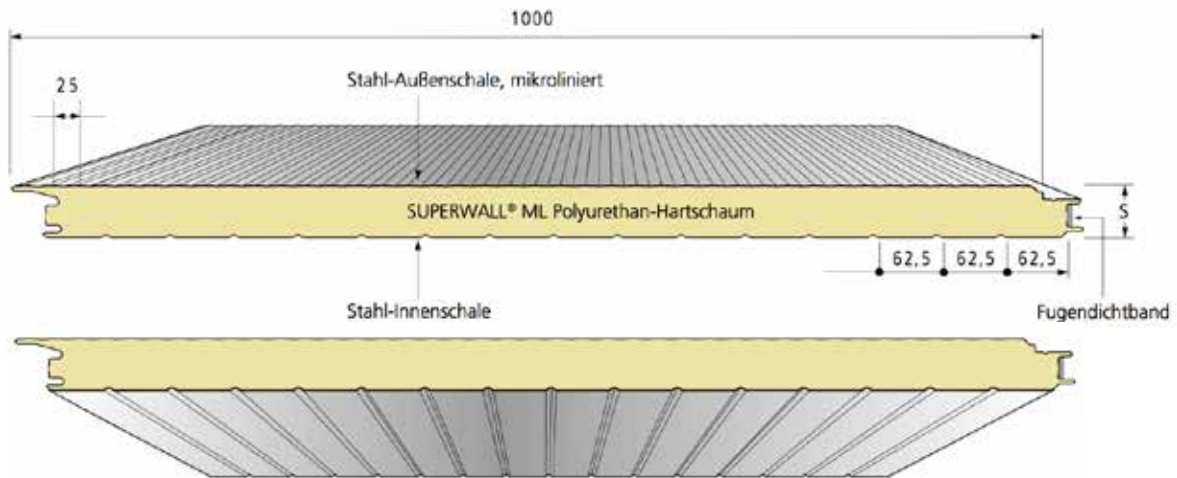 1000
Stahl-Außenschale, mikroliniert
25
SUPERWALL® ML Polyurethan-Hartschaum
S
62,5 62,5 62,5
Stahl-Innenschale
Fugendichtband